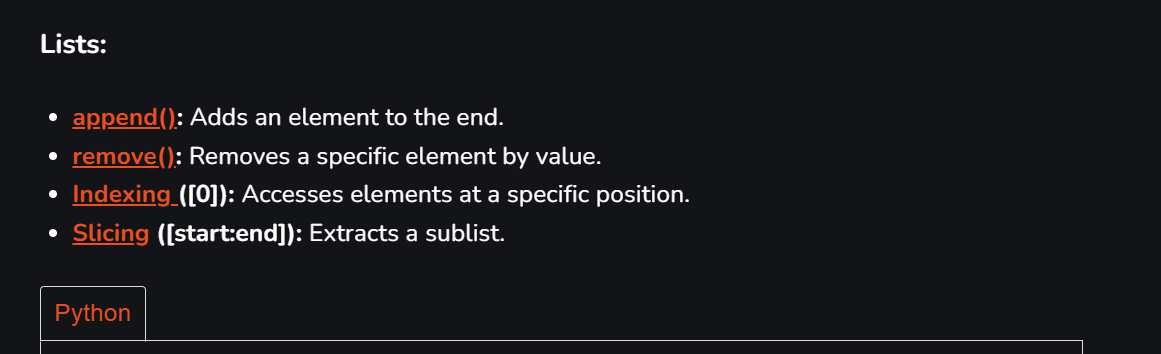 Lists:
append(): Adds an element to the end.
remove(): Removes a specific element by value.
Indexing ([0]): Accesses elements at a specific position.
Slicing ([start:end]): Extracts a sublist.
Python